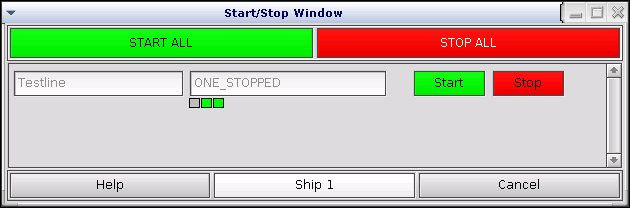 Start/Stop Window
START ALL STOP ALL
Testline ONE_STOPPED Start Stop
Help Ship 1 Cancel